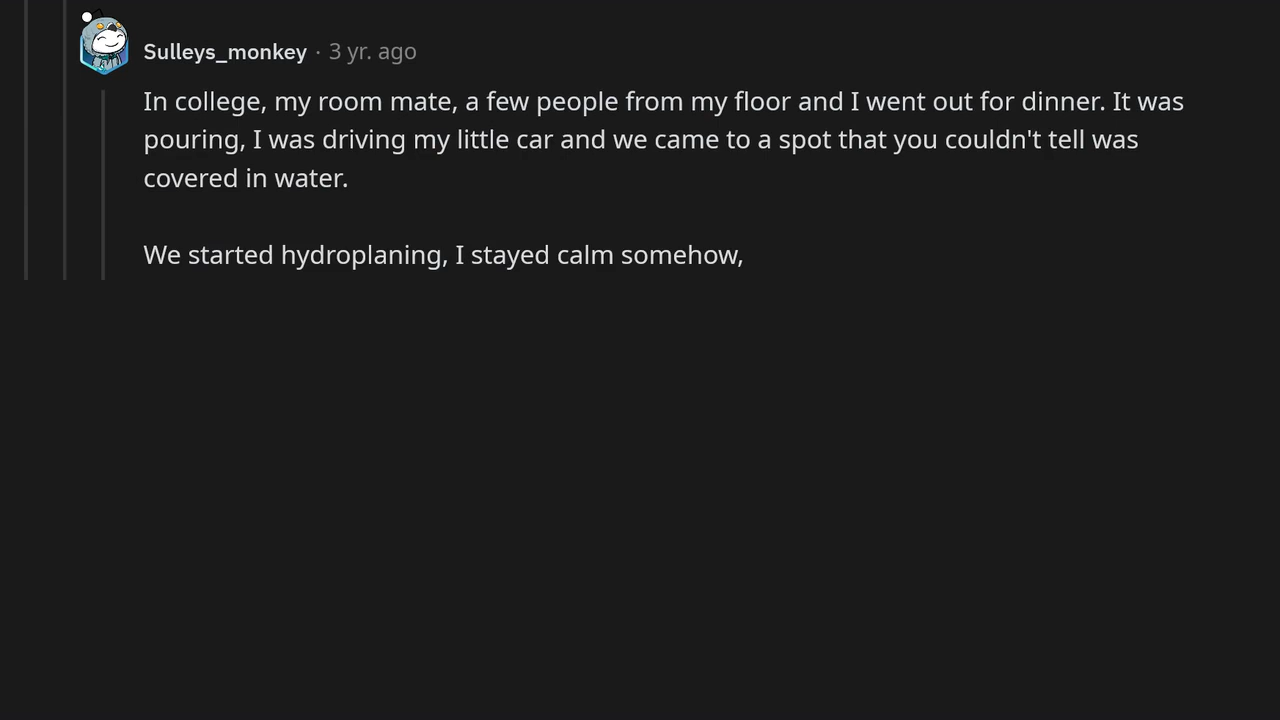 Sulleys_monkey · 3 yr. ago
In college, my room mate, a few people from my floor and I went out for dinner. It was
pouring, I was driving my little car and we came to a spot that you couldn't tell was
covered in water.
We started hydroplaning, I stayed calm somehow,